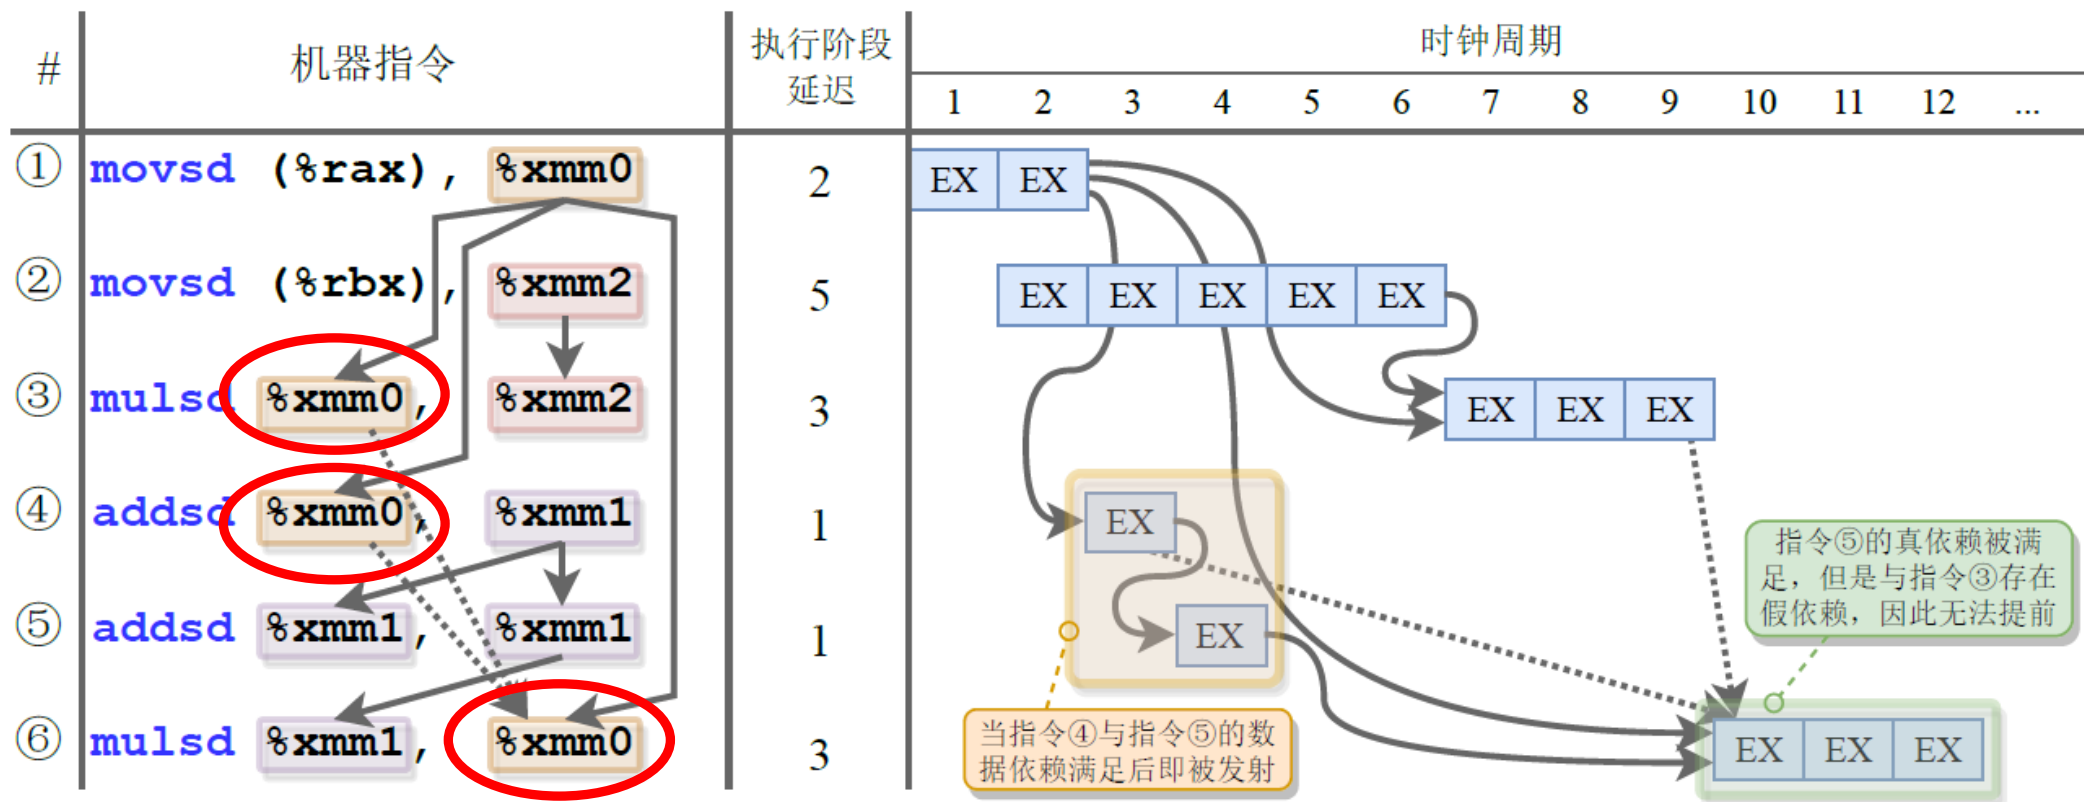 # 机器指令 执行阶段 时钟周期
延迟
1 2 3 4 5 6 7 8 9 10 11 12 ...
① movsd (%rax), %xmm0 2 EX EX
② movsd (%rbx), %xmm2 5 EX EX EX EX EX
③ mulsd %xmm0, %xmm2 3 EX EX EX
④ addsd %xmm0, %xmm1 1 EX
⑤ addsd %xmm1, %xmm1 1 EX
⑥ mulsd %xmm1, %xmm0 3 EX EX EX
指令⑤的真依赖被满
足，但是与指令③存在
假依赖，因此无法提前
当指令④与指令⑤的数
据依赖满足后即被发射